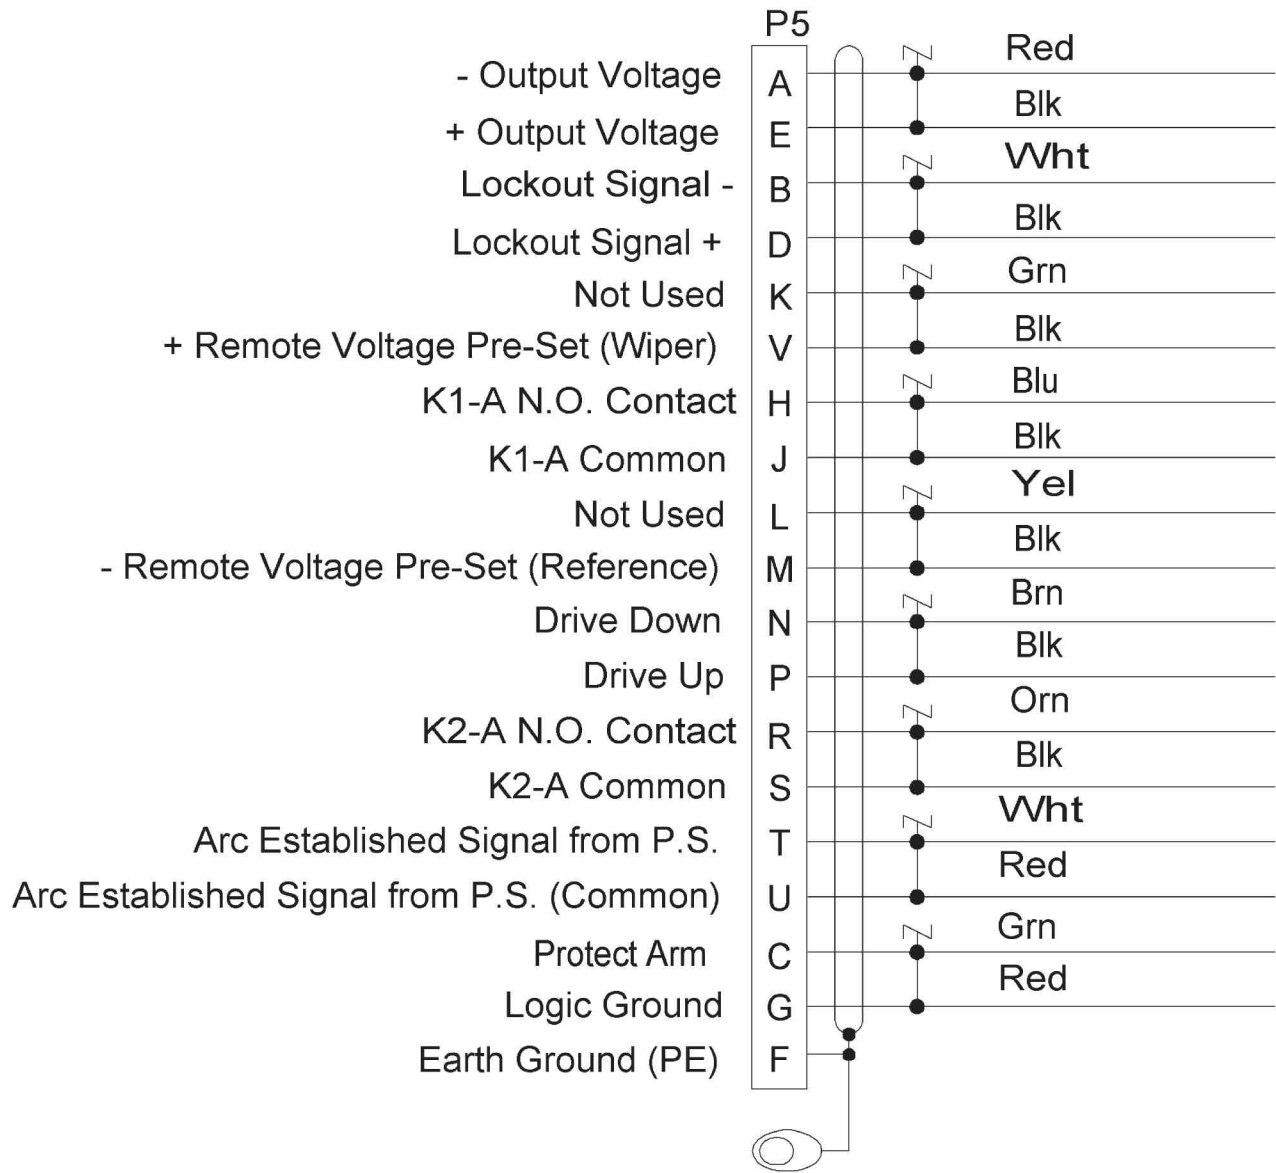 P5
- Output Voltage A Red
+ Output Voltage E Blk
Lockout Signal - B Wht
Lockout Signal + D Blk
Not Used K Grn
+ Remote Voltage Pre-Set (Wiper) V Blk
K1-A N.O. Contact H Blu
K1-A Common J Blk
Not Used L Yel
- Remote Voltage Pre-Set (Reference) M Blk
Drive Down N Brn
Drive Up P Blk
K2-A N.O. Contact R Orn
K2-A Common S Blk
Arc Established Signal from P.S. T Wht
Arc Established Signal from P.S. (Common) U Red
Protect Arm C Grn
Logic Ground G Red
Earth Ground (PE) F